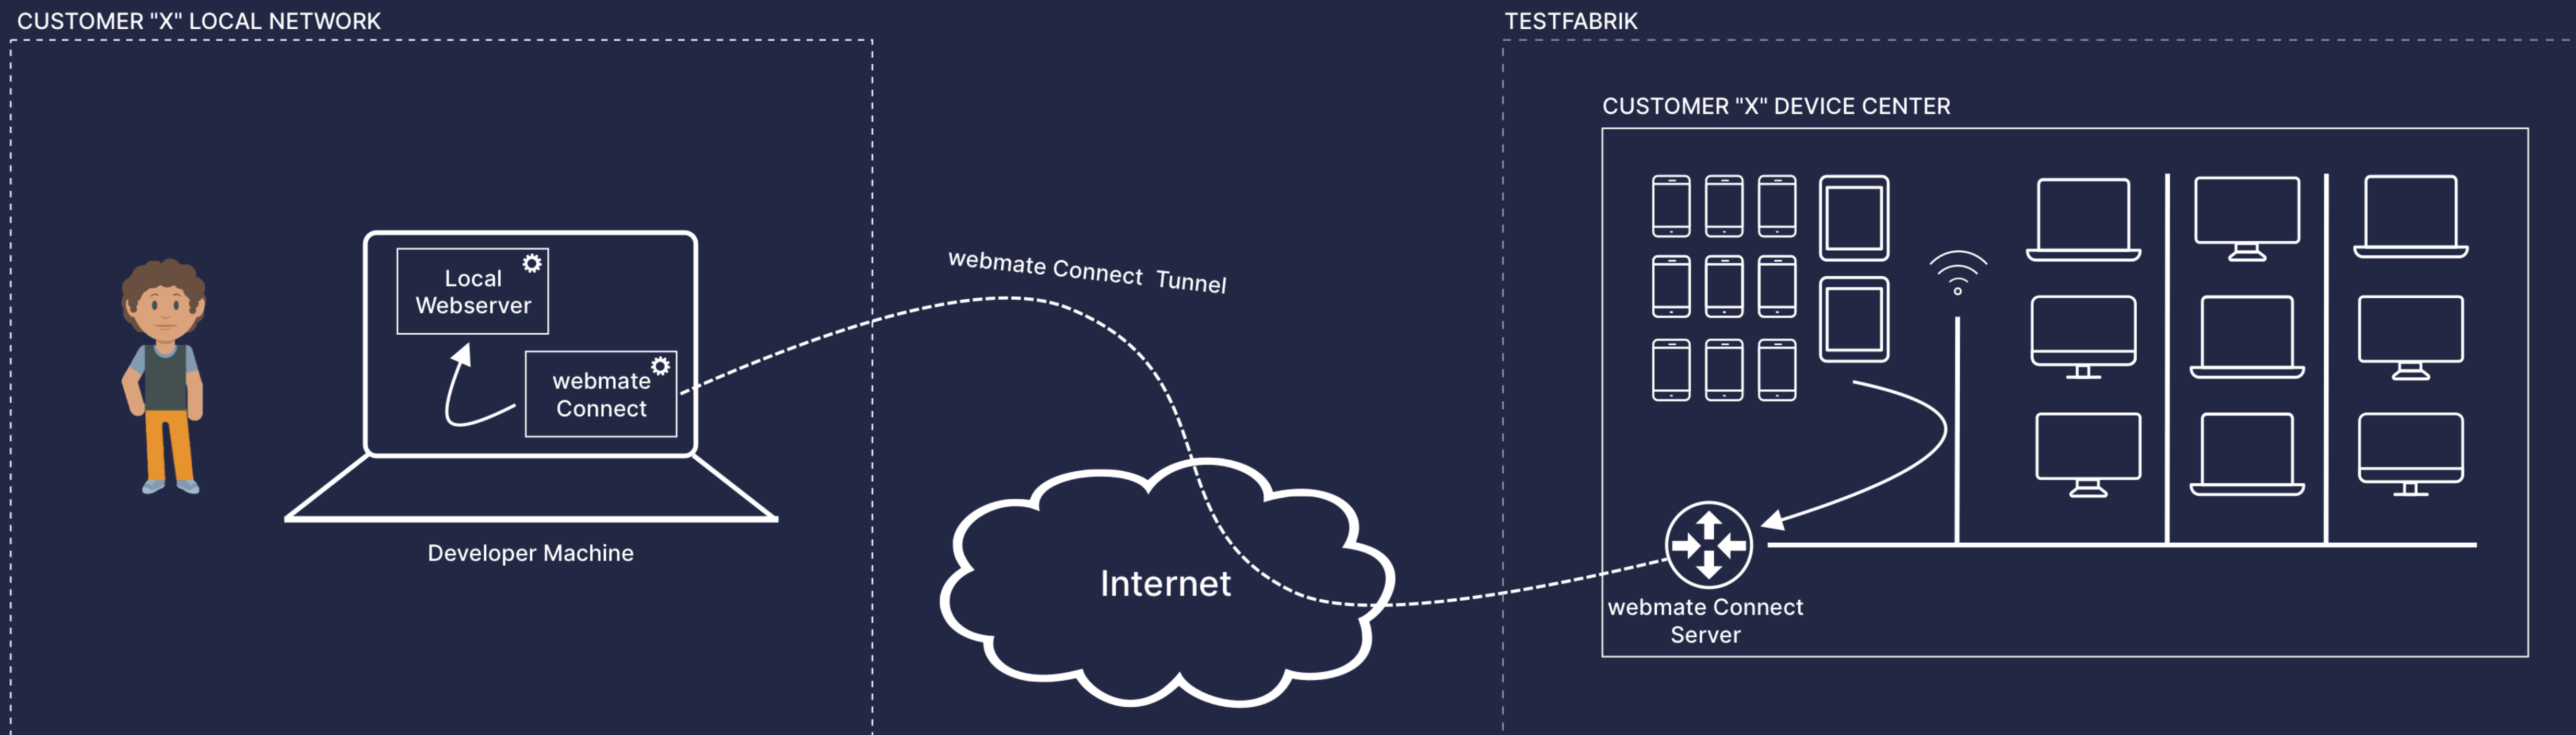 CUSTOMER "X" LOCAL NETWORK
Local
Webserver
webmate
Connect
Developer Machine
webmate Connect Tunnel
Internet
TESTFABRIK
CUSTOMER "X" DEVICE CENTER
webmate Connect
Server